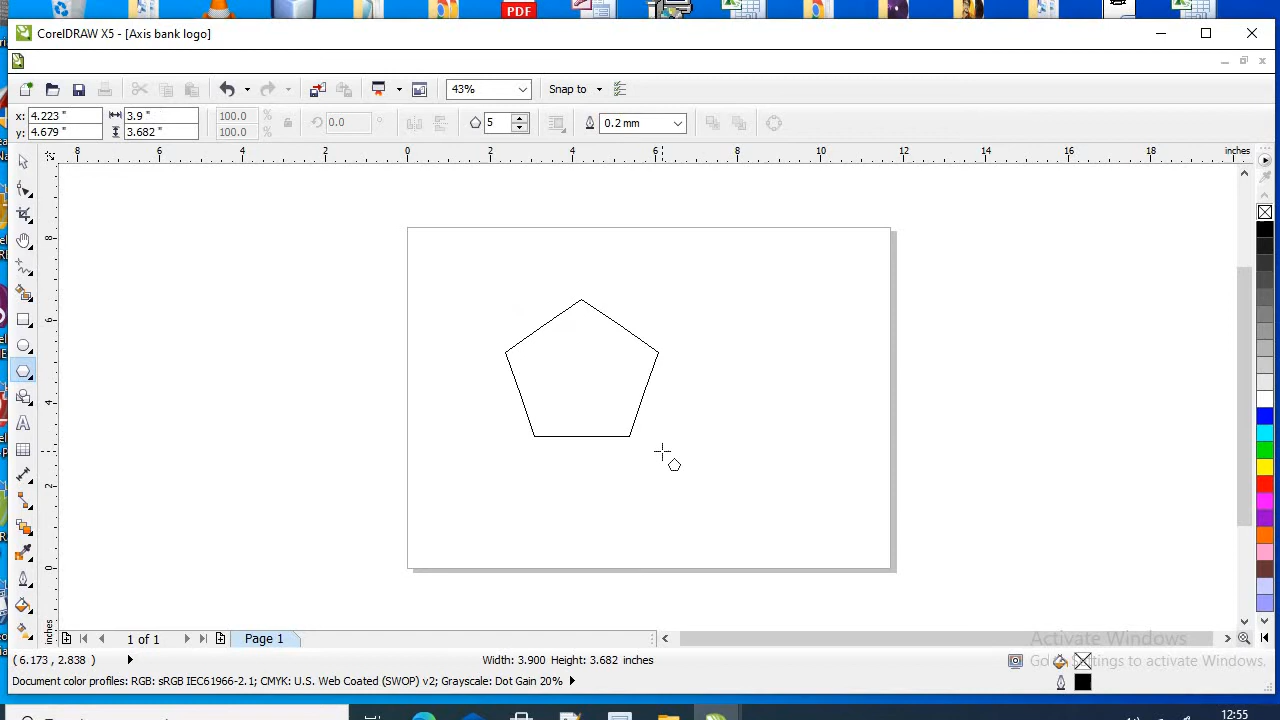 PDF
CorelDRAW X5 - [Axis bank logo]
43%
Snap to
x: 4.223 "
y: 4.679 "
3.9 "
3.682 "
100.0 %
100.0 %
0.0 °
5
0.2 mm
8 6 4 2 0 2 4 6 8 10 12 14 16 18 inches
8
6
4
2
0
inches
A
1 of 1
Page 1
Activate Windows
Go to Settings to activate Windows.
( 6.173 , 2.838 )
Width: 3.900 Height: 3.682 inches
Document color profiles: RGB: sRGB IEC61966-2.1; CMYK: U.S. Web Coated (SWOP) v2; Grayscale: Dot Gain 20%
12:55